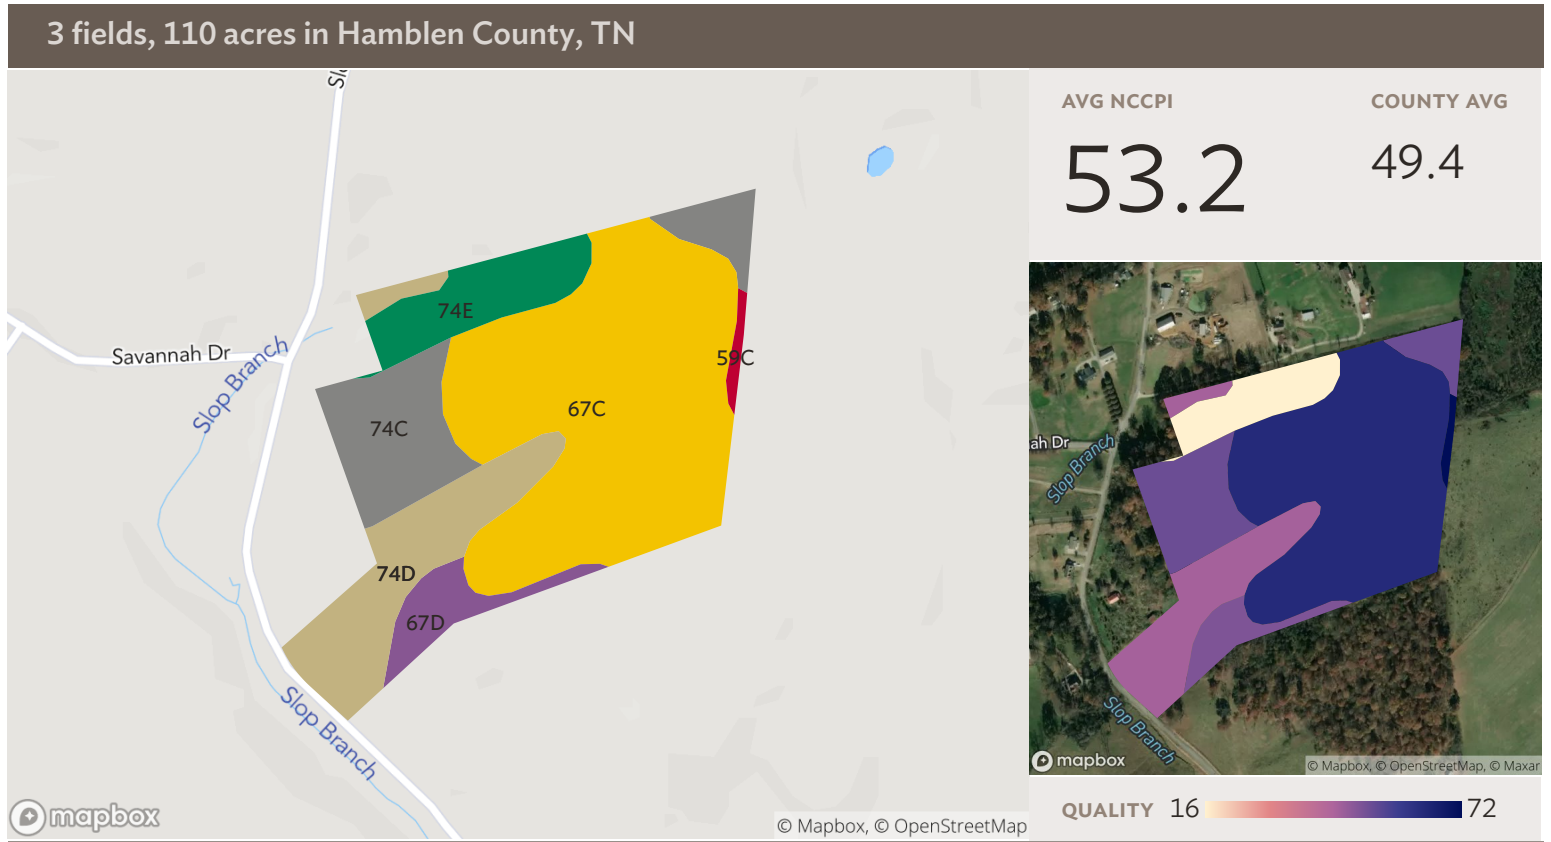 3 fields, 110 acres in Hamblen County, TN
AVG NCCPI
COUNTY AVG
53.2
49.4
74E
59C
67C
74C
74D
67D
Savannah Dr
Slop Branch
Slop Branch
mapbox
© Mapbox, © OpenStreetMap
ah Dr
Slop Branch
Slop Branch
mapbox
© Mapbox, © OpenStreetMap, © Maxar
QUALITY 16 72